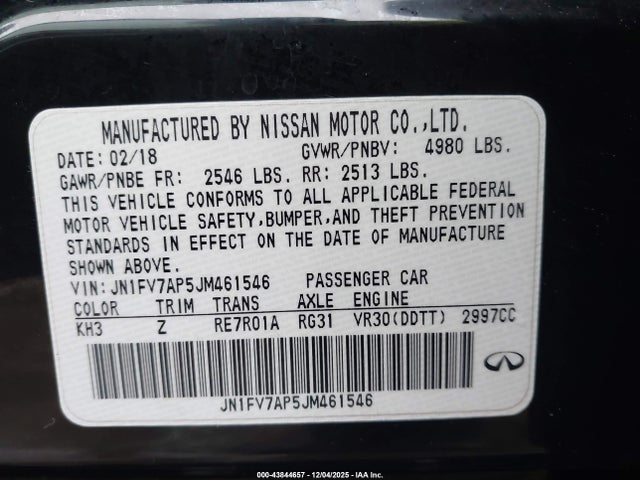 MANUFACTURED BY NISSAN MOTOR CO.,LTD.
DATE: 02/18 GVWR/PNBV: 4980 LBS.
GAWR/PNBE FR: 2546 LBS. RR: 2513 LBS.
THIS VEHICLE CONFORMS TO ALL APPLICABLE FEDERAL
MOTOR VEHICLE SAFETY,BUMPER,AND THEFT PREVENTION
STANDARDS IN EFFECT ON THE DATE OF MANUFACTURE
SHOWN ABOVE.
VIN: JN1FV7AP5JM461546 PASSENGER CAR
COLOR TRIM TRANS AXLE ENGINE
KH3 Z RE7R01A RG31 VR30(DDTT) 2997CC
JN1FV7AP5JM461546
000-43844657 - 12/04/2025 - IAA Inc.